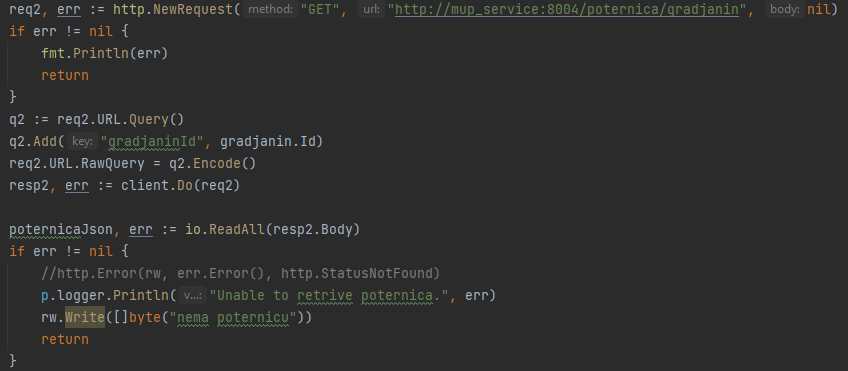 req2, err := http.NewRequest( method: "GET", url: "http://mup_service:8004/poternica/gradjanin", body: nil)
if err != nil {
    fmt.Println(err)
    return
}
q2 := req2.URL.Query()
q2.Add( key: "gradjaninId", gradjanin.Id)
req2.URL.RawQuery = q2.Encode()
resp2, err := client.Do(req2)

poternicaJson, err := io.ReadAll(resp2.Body)
if err != nil {
    //http.Error(rw, err.Error(), http.StatusNotFound)
    p.logger.Println( v...: "Unable to retrive poternica.", err)
    rw.Write([]byte("nema poternicu"))
    return
}